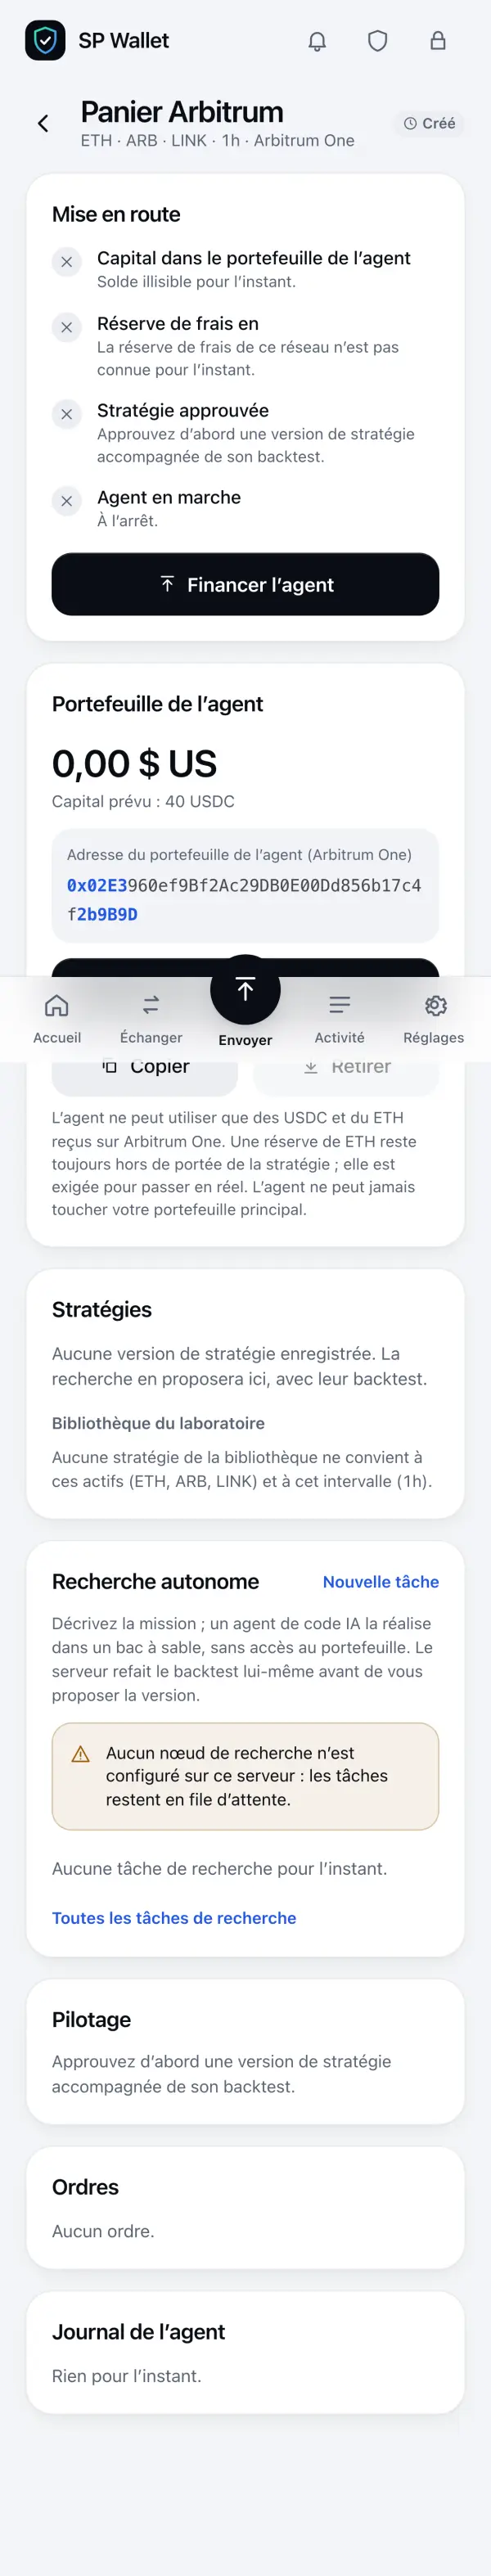 SP Wallet
Panier Arbitrum
ETH · ARB · LINK · 1h · Arbitrum One
Créé
Mise en route
Capital dans le portefeuille de l’agent
Solde illisible pour l’instant.
Réserve de frais en
La réserve de frais de ce réseau n’est pas
connue pour l’instant.
Stratégie approuvée
Approuvez d’abord une version de stratégie
accompagnée de son backtest.
Agent en marche
À l’arrêt.
Financer l’agent
Portefeuille de l’agent
0,00 $ US
Capital prévu : 40 USDC
Adresse du portefeuille de l’agent (Arbitrum One)
0x02E3960ef9Bf2Ac29DB0E00Dd856b17c4
f2b9B9D
Accueil
Échanger
Envoyer
Activité
Réglages
Copier
Retirer
L’agent ne peut utiliser que des USDC et du ETH
reçus sur Arbitrum One. Une réserve de ETH reste
toujours hors de portée de la stratégie ; elle est
exigée pour passer en réel. L’agent ne peut jamais
toucher votre portefeuille principal.
Stratégies
Aucune version de stratégie enregistrée. La
recherche en proposera ici, avec leur backtest.
Bibliothèque du laboratoire
Aucune stratégie de la bibliothèque ne convient à
ces actifs (ETH, ARB, LINK) et à cet intervalle (1h).
Recherche autonome
Nouvelle tâche
Décrivez la mission ; un agent de code IA la réalise
dans un bac à sable, sans accès au portefeuille. Le
serveur refait le backtest lui-même avant de vous
proposer la version.
Aucun nœud de recherche n’est
configuré sur ce serveur : les tâches
restent en file d’attente.
Aucune tâche de recherche pour l’instant.
Toutes les tâches de recherche
Pilotage
Approuvez d’abord une version de stratégie
accompagnée de son backtest.
Ordres
Aucun ordre.
Journal de l’agent
Rien pour l’instant.